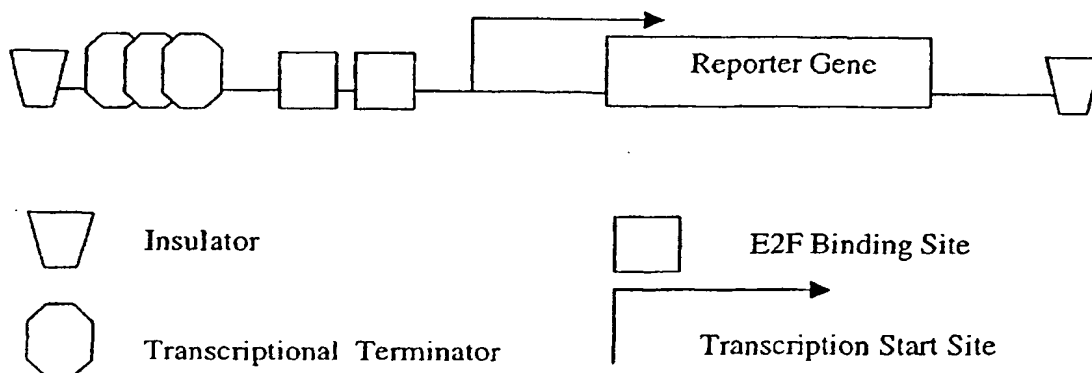 Reporter Gene
Insulator
E2F Binding Site
Transcriptional Terminator
Transcription Start Site